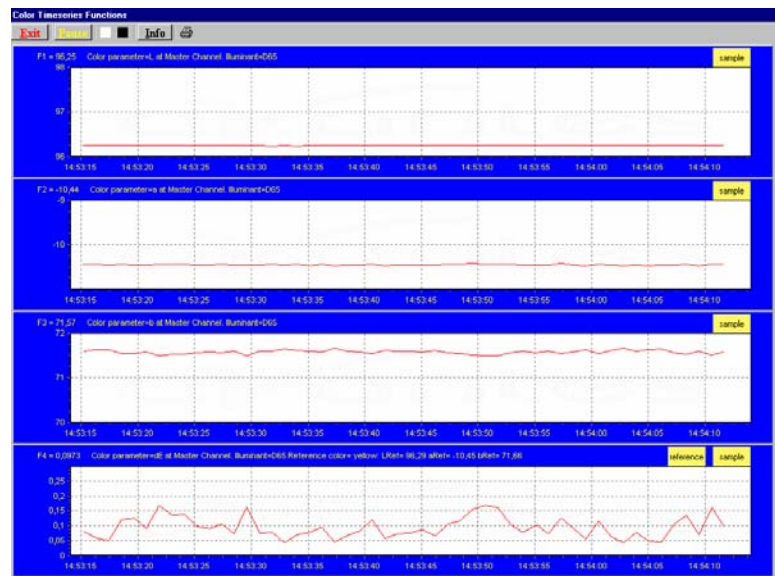 Color Timeseries Functions
Exit Pause Info
F1 = 96,25 Color parameter=L at Master Channel. Illuminant=D65 sample
98
97
96
14:53:15 14:53:20 14:53:25 14:53:30 14:53:35 14:53:40 14:53:45 14:53:50 14:53:55 14:54:00 14:54:05 14:54:10
F2 = -10,44 Color parameter=a at Master Channel. Illuminant=D65 sample
-9
-10
14:53:15 14:53:20 14:53:25 14:53:30 14:53:35 14:53:40 14:53:45 14:53:50 14:53:55 14:54:00 14:54:05 14:54:10
F3 = 71,57 Color parameter=b at Master Channel. Illuminant=D65 sample
72
71
70
14:53:15 14:53:20 14:53:25 14:53:30 14:53:35 14:53:40 14:53:45 14:53:50 14:53:55 14:54:00 14:54:05 14:54:10
F4 = 0,0973 Color parameter=dE at Master Channel. Illuminant=D65 Reference color= yellow: LRef= 96,29 aRef= -10,45 bRef= 71,66 reference sample
0,25
0,2
0,15
0,1
0,05
0
14:53:15 14:53:20 14:53:25 14:53:30 14:53:35 14:53:40 14:53:45 14:53:50 14:53:55 14:54:00 14:54:05 14:54:10